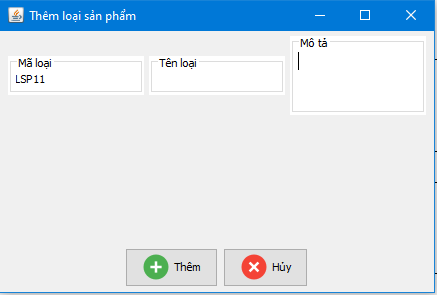 Thêm loại sản phẩm
Mã loại
LSP11
Tên loại
Mô tả
Thêm
Hủy